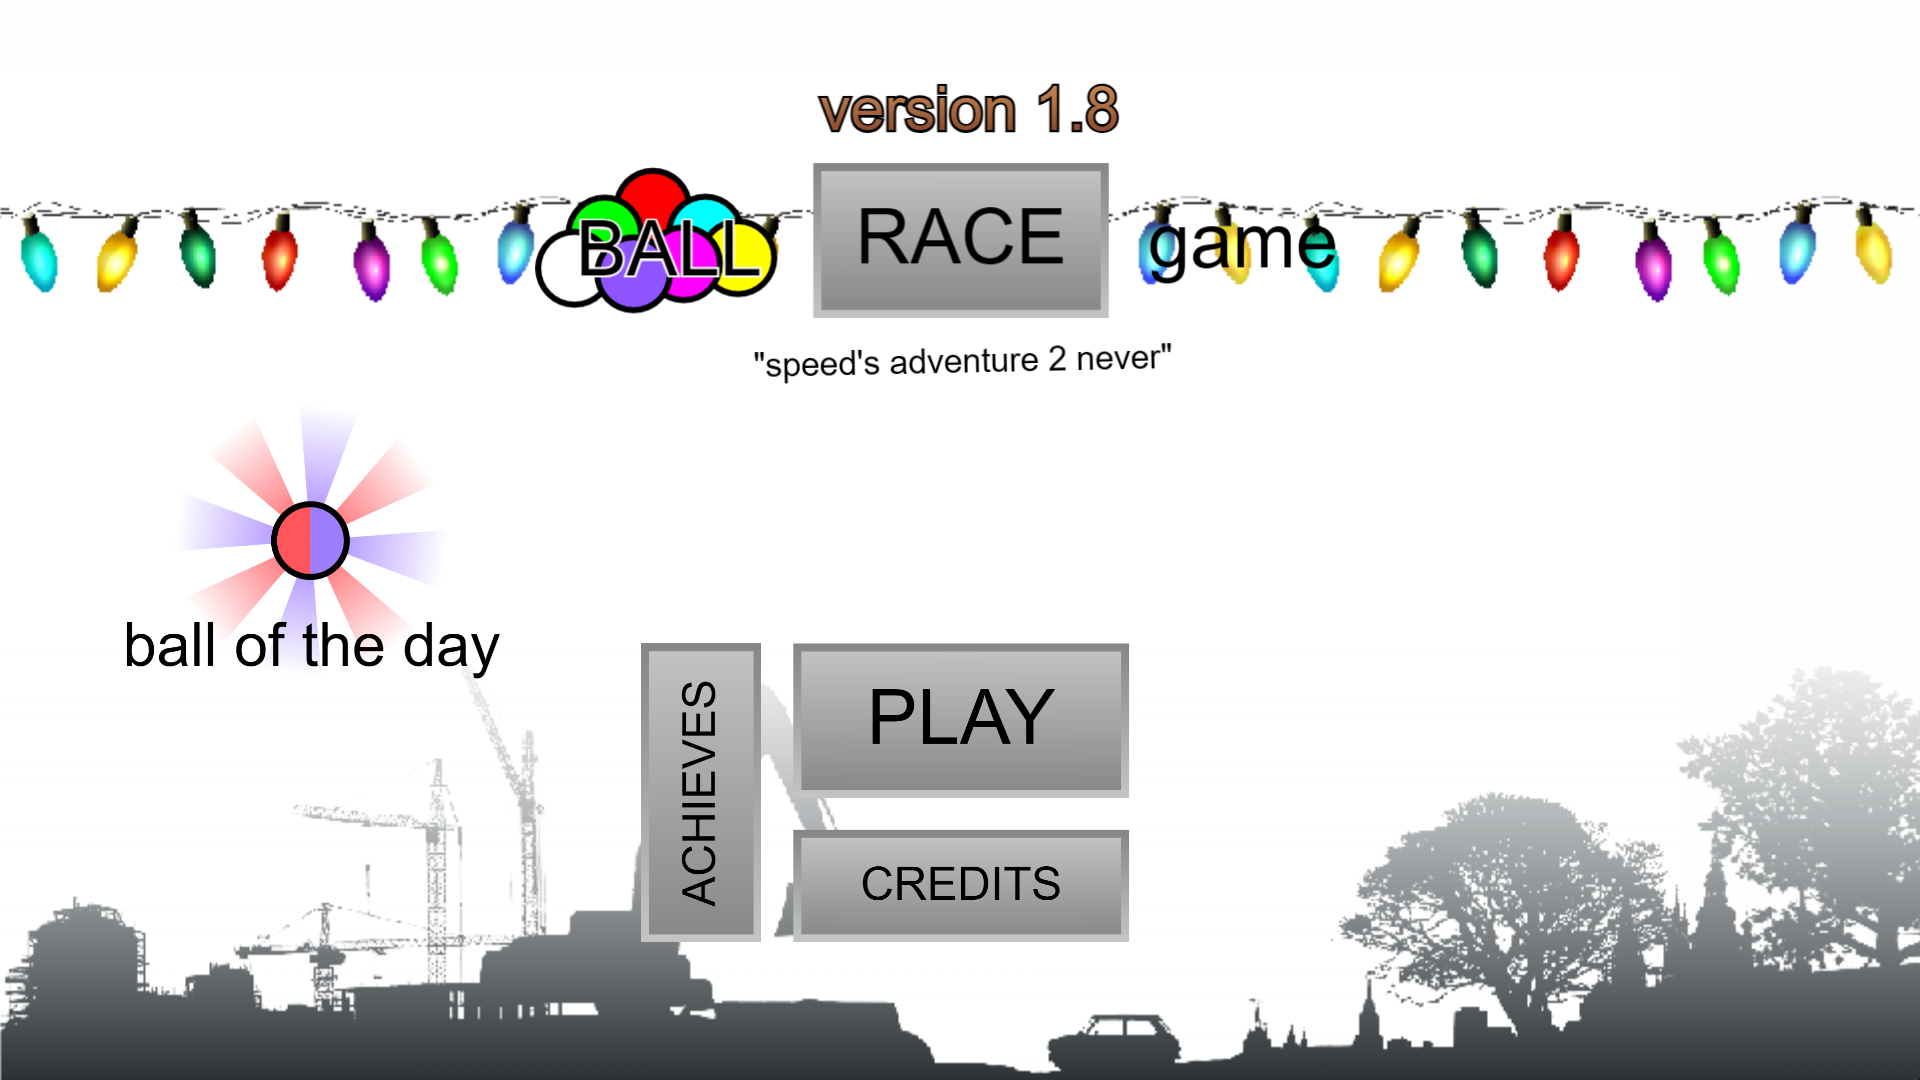 version 1.8
BALL RACE game
"speed's adventure 2 never"
ball of the day
ACHIEVES
PLAY
CREDITS